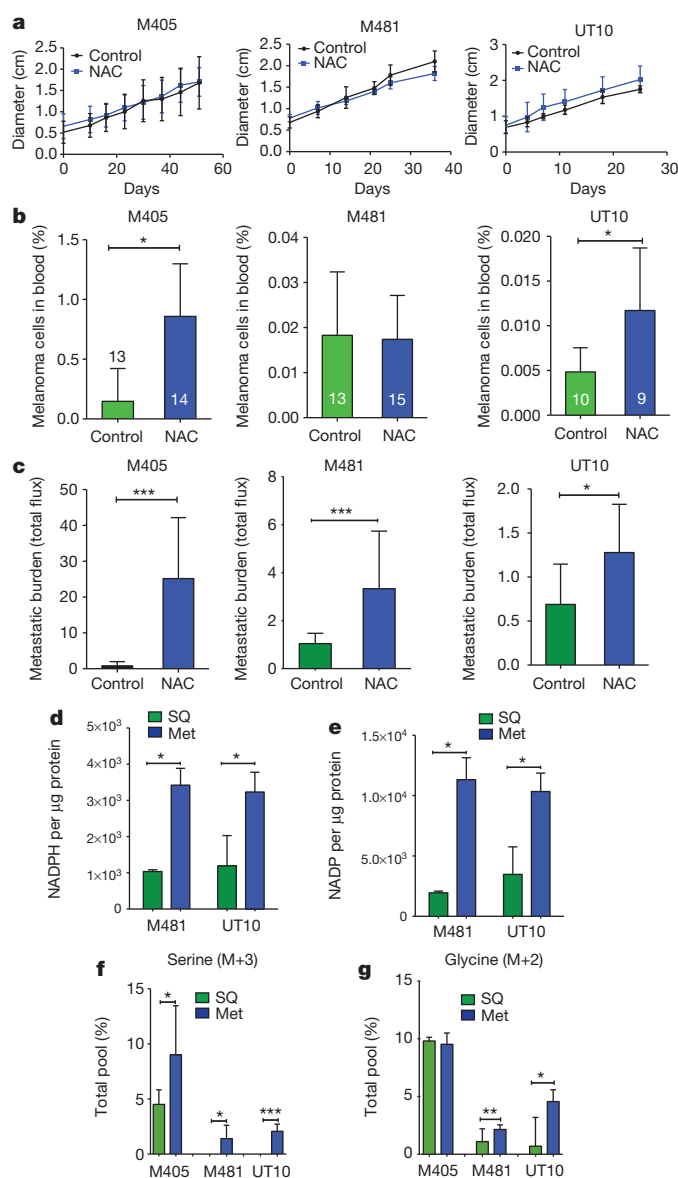 a
M405
M481
UT10
Diameter (cm)
2.5
2.0
1.5
1.0
0.5
0.0
Control
NAC
0
20
40
60
Days
Diameter (cm)
2.5
2.0
1.5
1.0
0.5
0.0
Control
NAC
0
10
20
30
40
Days
Diameter (cm)
3
2
1
0
Control
NAC
0
10
20
30
Days
b
M405
M481
UT10
Melanoma cells in blood (%)
1.5
1.0
0.5
0.0
*
13
14
Control
NAC
Melanoma cells in blood (%)
0.04
0.03
0.02
0.01
0.00
13
15
Control
NAC
Melanoma cells in blood (%)
0.020
0.015
0.010
0.005
0.000
*
10
9
Control
NAC
c
M405
M481
UT10
Metastatic burden (total flux)
50
40
30
20
10
0
***
Control
NAC
Metastatic burden (total flux)
8
6
4
2
0
***
Control
NAC
Metastatic burden (total flux)
2.0
1.5
1.0
0.5
0.0
*
Control
NAC
d
SQ
Met
NADPH per μg protein
5×10³
4×10³
3×10³
2×10³
1×10³
0
*
*
M481
UT10
e
SQ
Met
NADP per μg protein
1.5×10⁴
1.0×10⁴
5.0×10³
0
*
*
M481
UT10
f
Serine (M+3)
SQ
Met
Total pool (%)
15
10
5
0
*
*
***
M405
M481
UT10
g
Glycine (M+2)
SQ
Met
Total pool (%)
15
10
5
0
**
*
M405
M481
UT10